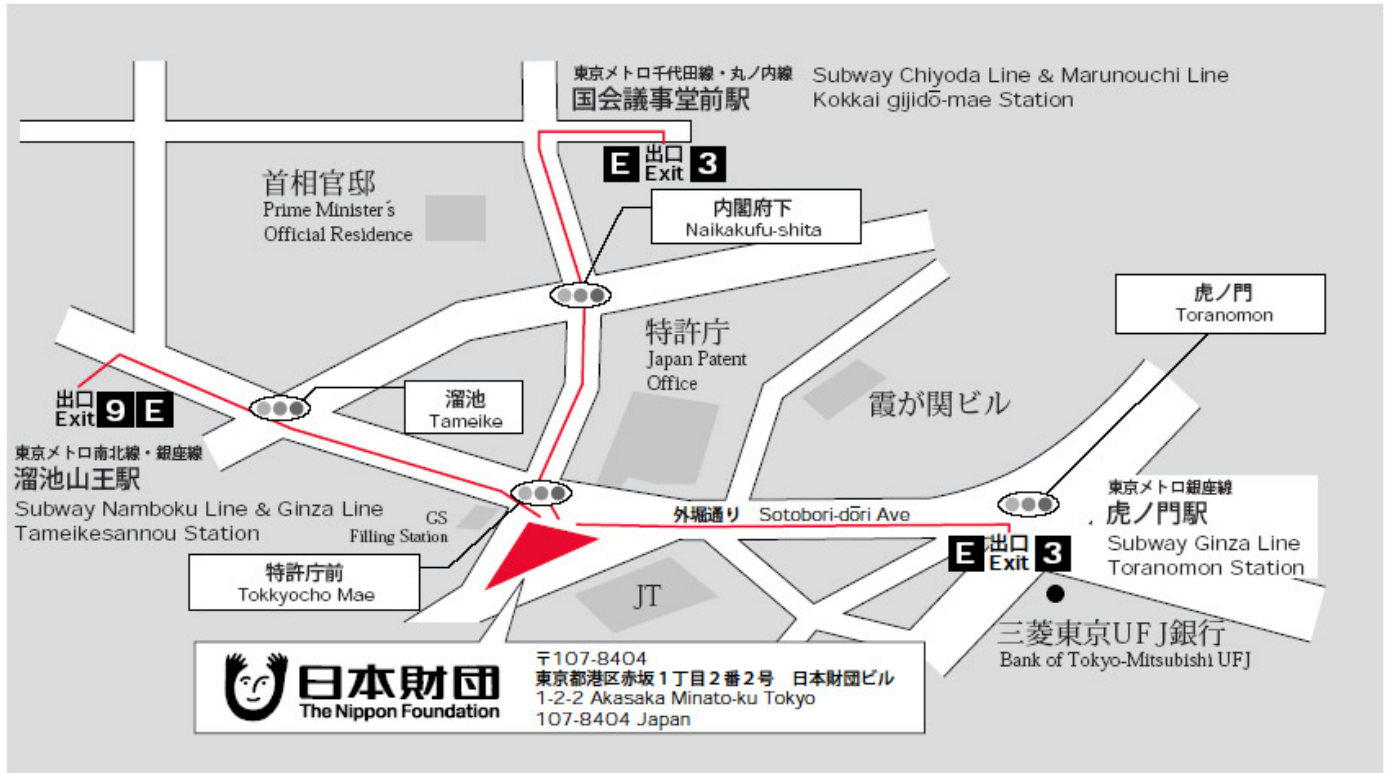 東京メトロ千代田線・丸ノ内線
国会議事堂前駅
Subway Chiyoda Line & Marunouchi Line
Kokkai gijidō-mae Station
E 出口 3
Exit
首相官邸
Prime Minister´s
Official Residence
内閣府下
Naikakufu-shita
虎ノ門
Toranomon
特許庁
Japan Patent
Office
霞が関ビル
溜池
Tameike
出口 9 E
Exit
東京メトロ南北線・銀座線
溜池山王駅
Subway Namboku Line & Ginza Line
Tameikesannou Station
GS
Filling Station
外堀通り Sotobori-dōri Ave
東京メトロ銀座線
虎ノ門駅
Subway Ginza Line
Toranomon Station
E 出口 3
Exit
特許庁前
Tokkyocho Mae
JT
三菱東京UFJ銀行
Bank of Tokyo-Mitsubishi UFJ
日本財団
The Nippon Foundation
〒107-8404
東京都港区赤坂1丁目2番2号 日本財団ビル
1-2-2 Akasaka Minato-ku Tokyo
107-8404 Japan